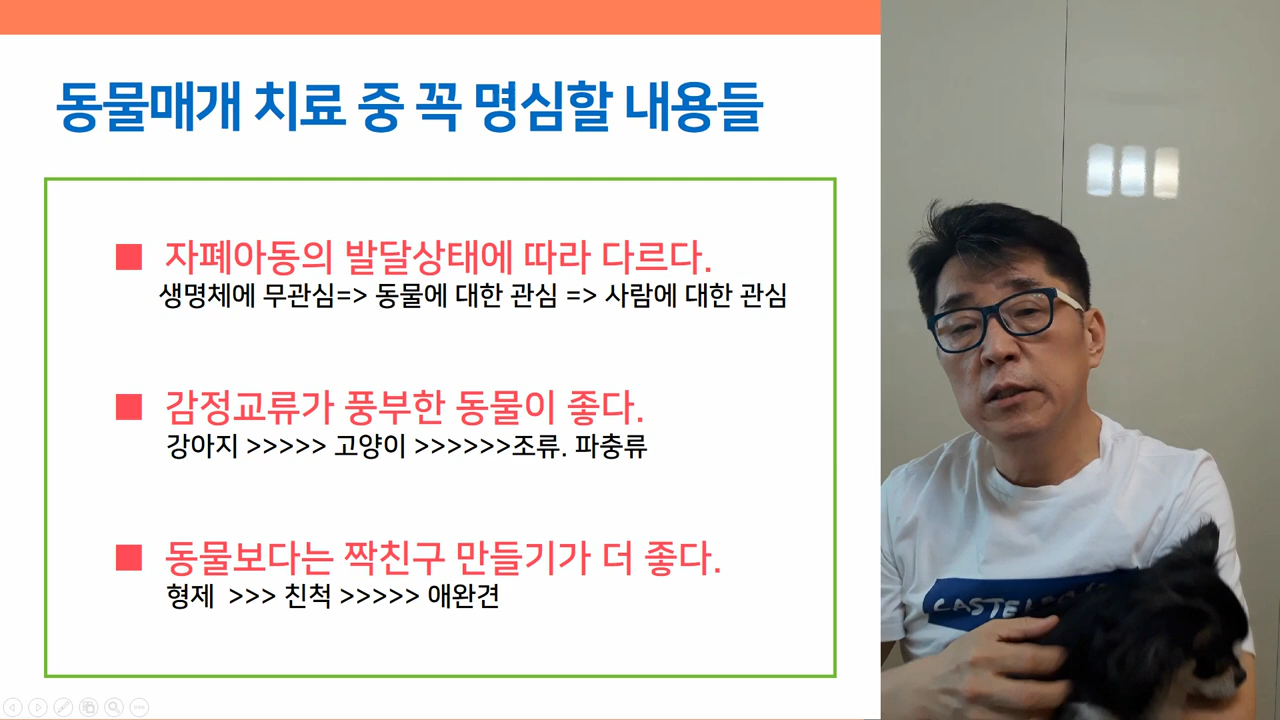 동물매개 치료 중 꼭 명심할 내용들
■ 자폐아동의 발달상태에 따라 다르다.
생명체에 무관심=> 동물에 대한 관심 => 사람에 대한 관심
■ 감정교류가 풍부한 동물이 좋다.
강아지 >>>>> 고양이 >>>>>>조류. 파충류
■ 동물보다는 짝친구 만들기가 더 좋다.
형제 >>> 친척 >>>>> 애완견